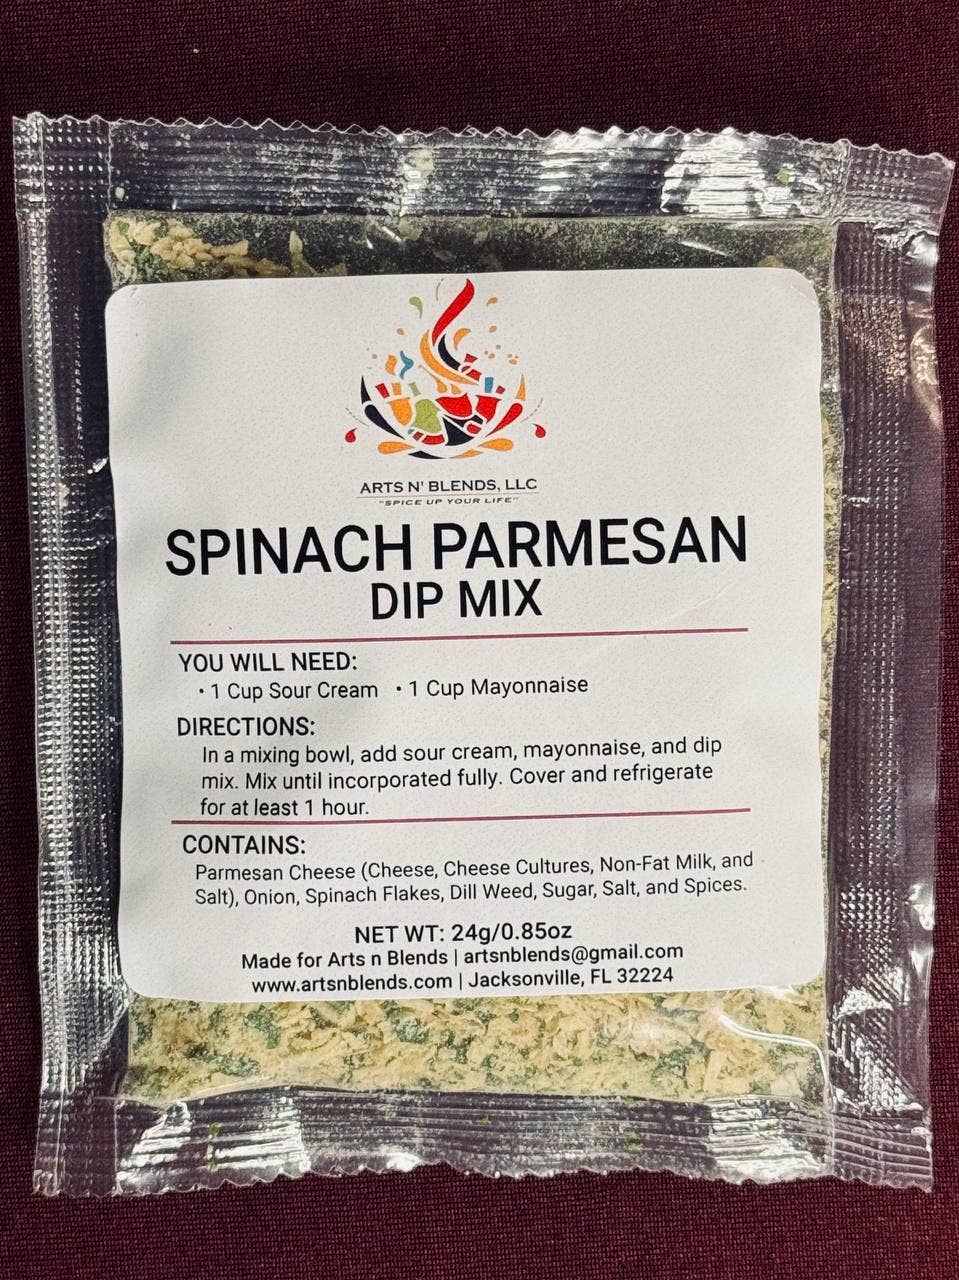 ARTS N' BLENDS, LLC
"SPICE UP YOUR LIFE"
SPINACH PARMESAN
DIP MIX
YOU WILL NEED:
• 1 Cup Sour Cream • 1 Cup Mayonnaise
DIRECTIONS:
In a mixing bowl, add sour cream, mayonnaise, and dip
mix. Mix until incorporated fully. Cover and refrigerate
for at least 1 hour.
CONTAINS:
Parmesan Cheese (Cheese, Cheese Cultures, Non-Fat Milk, and
Salt), Onion, Spinach Flakes, Dill Weed, Sugar, Salt, and Spices.
NET WT: 24g/0.85oz
Made for Arts n Blends | artsnblends@gmail.com
www.artsnblends.com | Jacksonville, FL 32224